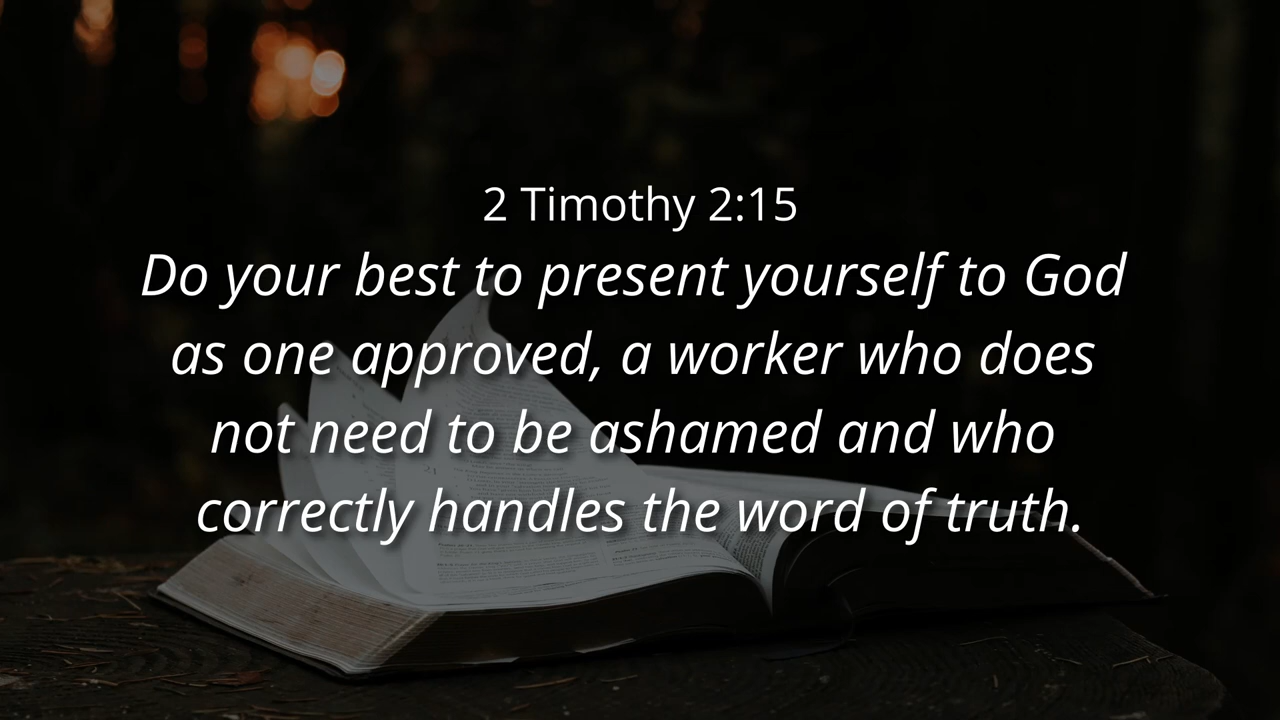 2 Timothy 2:15
Do your best to present yourself to God
as one approved, a worker who does
not need to be ashamed and who
correctly handles the word of truth.